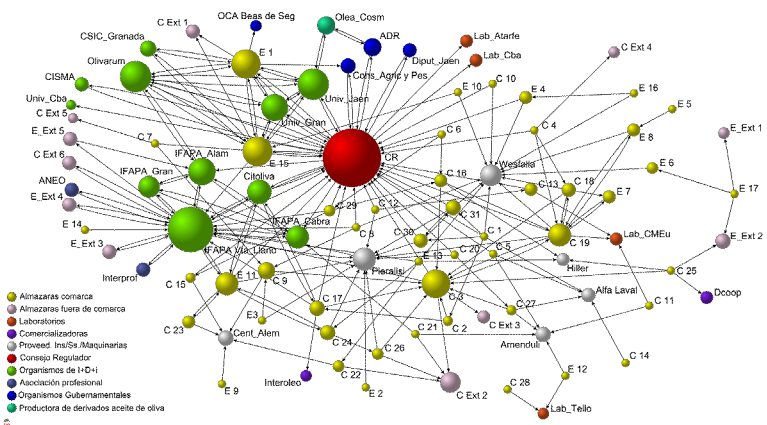 OCA Beas de Seg
Olea_Cosm
C Ext 1
CSIC_Granada
ADR
Lab_Atarfe
Olivarum
E 1
Diput_Jaen
Lab_Cba
C Ext 4
CISMA
Cons_Agric y Pes
E 10
C 10
Univ_Jaen
E 4
E 16
Univ_Cba
C Ext 5
Univ_Gran
E 5
E_Ext 5
C 7
C 6
C 4
E 8
E_Ext 1
C Ext 6
IFAPA_Alam
E 15
CR
Westfalia
IFAPA_Gran
Citoliva
C 16
E 6
ANEO
C 13
C 18
E 7
E 17
E_Ext 4
C 29
C 12
C 31
E 14
IFAPA_Cabra
C 8
C 30
C 1
C 19
Lab_CMEu
E_Ext 2
E_Ext 3
IFAPA_Vta_Llano
C 20
C 5
E 13
Hiller
Interprof
E 11
C 9
Pieralisi
C 25
C 15
C 3
Alfa Laval
Dcoop
C 17
C 27
C 11
C 23
E3
C 2
C Ext 3
Cent_Alem
C 24
C 21
Amenduli
C 26
C 14
Interoleo
C 22
C Ext 2
E 12
E 9
E 2
C 28
Lab_Tello
Almazaras comarca
Almazaras fuera de comarca
Laboratorios
Comercializadoras
Proveed. Ins/Ss./Maquinarias
Consejo Regulador
Organismos de I+D+i
Asociación profesional
Organismos Gubernamentales
Productora de derivados aceite de oliva